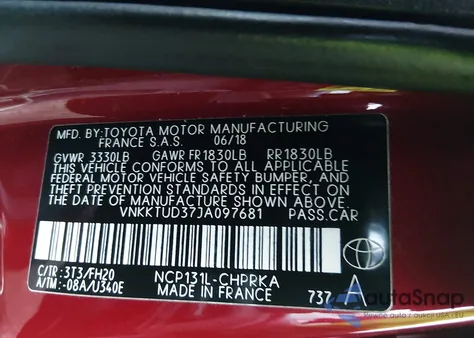 MFD. BY:TOYOTA MOTOR MANUFACTURING
FRANCE S.A.S. 06/18
GVWR 3330LB GAWR FR1830LB RR1830LB
THIS VEHICLE CONFORMS TO ALL APPLICABLE
FEDERAL MOTOR VEHICLE SAFETY, BUMPER, AND
THEFT PREVENTION STANDARDS IN EFFECT ON
THE DATE OF MANUFACTURE SHOWN ABOVE.
VNKKTUD37JA097681 PASS.CAR
C/TR: 3T3/FH20 NCP131L-CHPRKA
A/TM: -08A/U340E MADE IN FRANCE 737 A
autoSnap